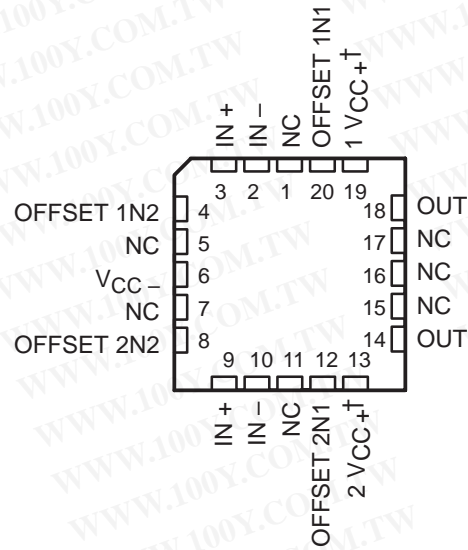 WWW.100Y.COM.TW
IN +
IN –
NC
OFFSET 1N1
1 VCC+†
3
2
1
20
19
OFFSET 1N2
4
NC
5
VCC –
6
NC
7
OFFSET 2N2
8
18
OUT
17
NC
16
NC
15
NC
14
OUT
9
10
11
12
13
IN +
IN –
NC
OFFSET 2N1
2 VCC+†